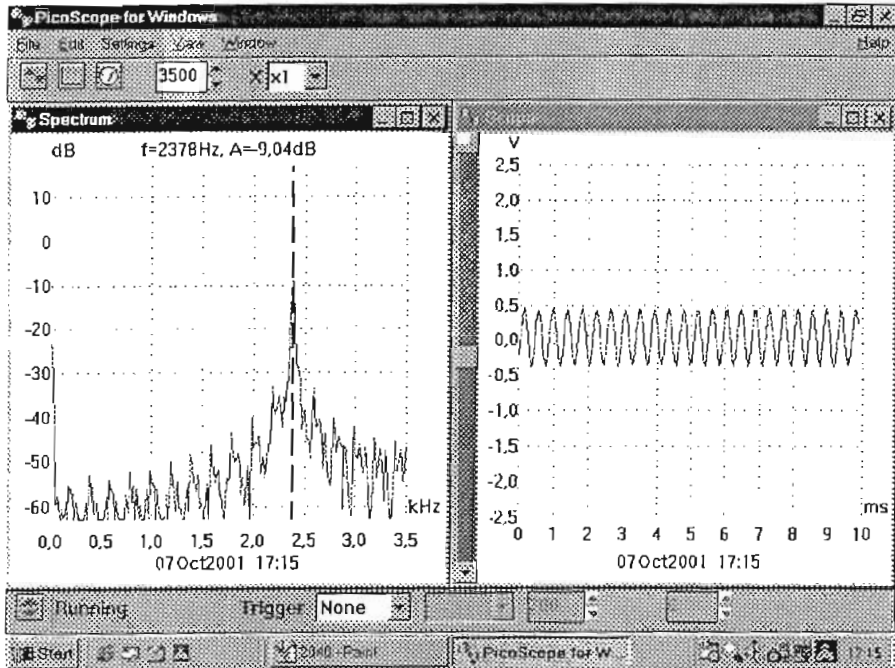 PicoScope for Windows
File Edit Settings View Window Help
3500 x1
Spectrum
dB f=2378Hz, A=-9,04dB
10
0
-10
-20
-30
-40
-50
-60
kHz
0,0 0,5 1,0 1,5 2,0 2,5 3,0 3,5
07Oct2001 17:15
V
2,5
2,0
1,5
1,0
0,5
0,0
-0,5
-1,0
-1,5
-2,0
-2,5
ms
0 1 2 3 4 5 6 7 8 9 10
07Oct2001 17:15
Running Trigger None
Start 2040 - Paint PicoScope for W... 17:15